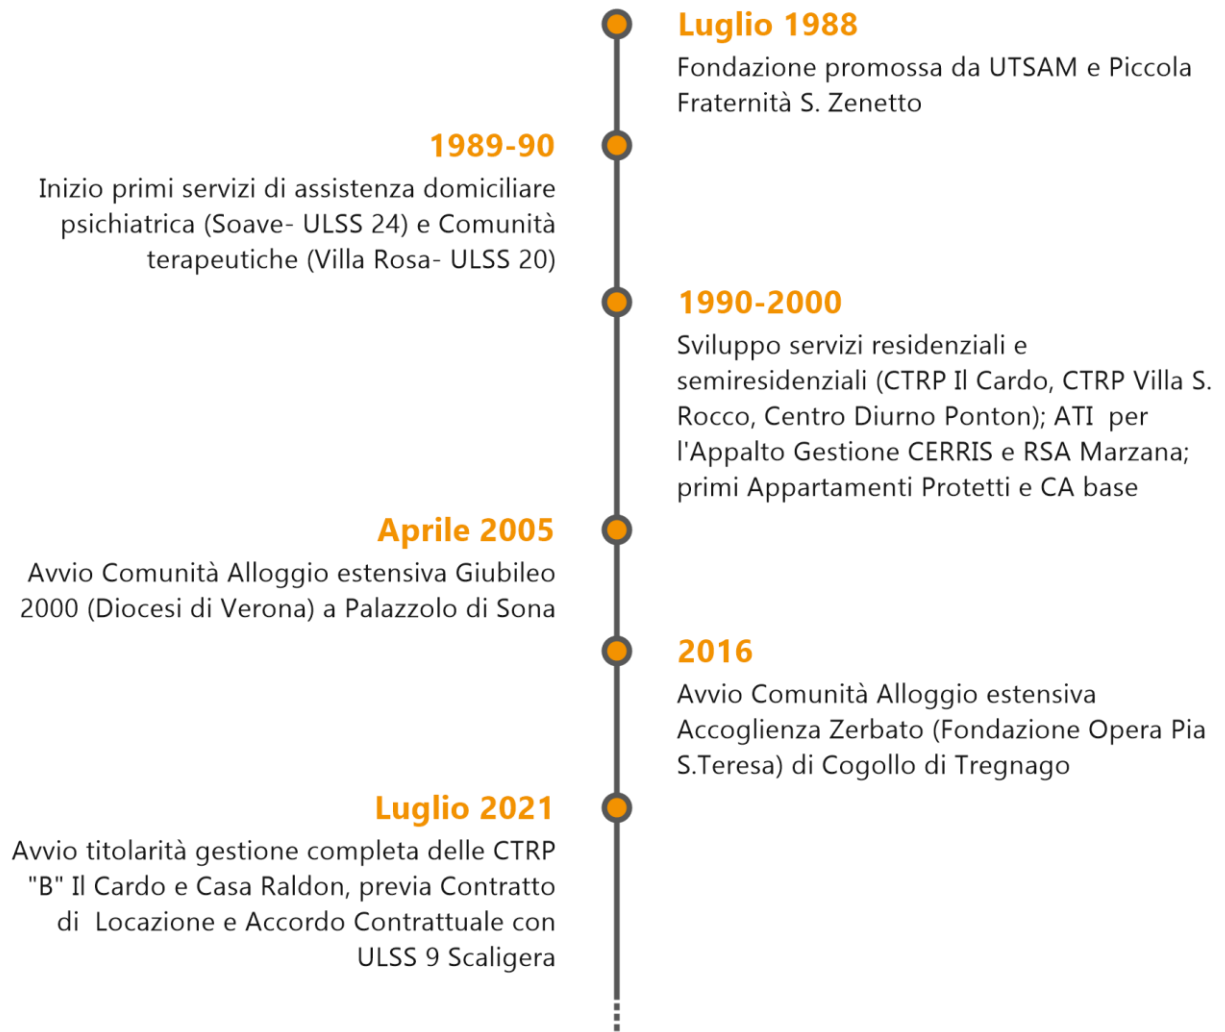 Luglio 1988
Fondazione promossa da UTSAM e Piccola
Fraternità S. Zenetto
1989-90
Inizio primi servizi di assistenza domiciliare
psichiatrica (Soave- ULSS 24) e Comunità
terapeutiche (Villa Rosa- ULSS 20)
1990-2000
Sviluppo servizi residenziali e
semiresidenziali (CTRP Il Cardo, CTRP Villa S.
Rocco, Centro Diurno Ponton); ATI  per
l'Appalto Gestione CERRIS e RSA Marzana;
primi Appartamenti Protetti e CA base
Aprile 2005
Avvio Comunità Alloggio estensiva Giubileo
2000 (Diocesi di Verona) a Palazzolo di Sona
2016
Avvio Comunità Alloggio estensiva
Accoglienza Zerbato (Fondazione Opera Pia
S.Teresa) di Cogollo di Tregnago
Luglio 2021
Avvio titolarità gestione completa delle CTRP
"B" Il Cardo e Casa Raldon, previa Contratto
di  Locazione e Accordo Contrattuale con
ULSS 9 Scaligera